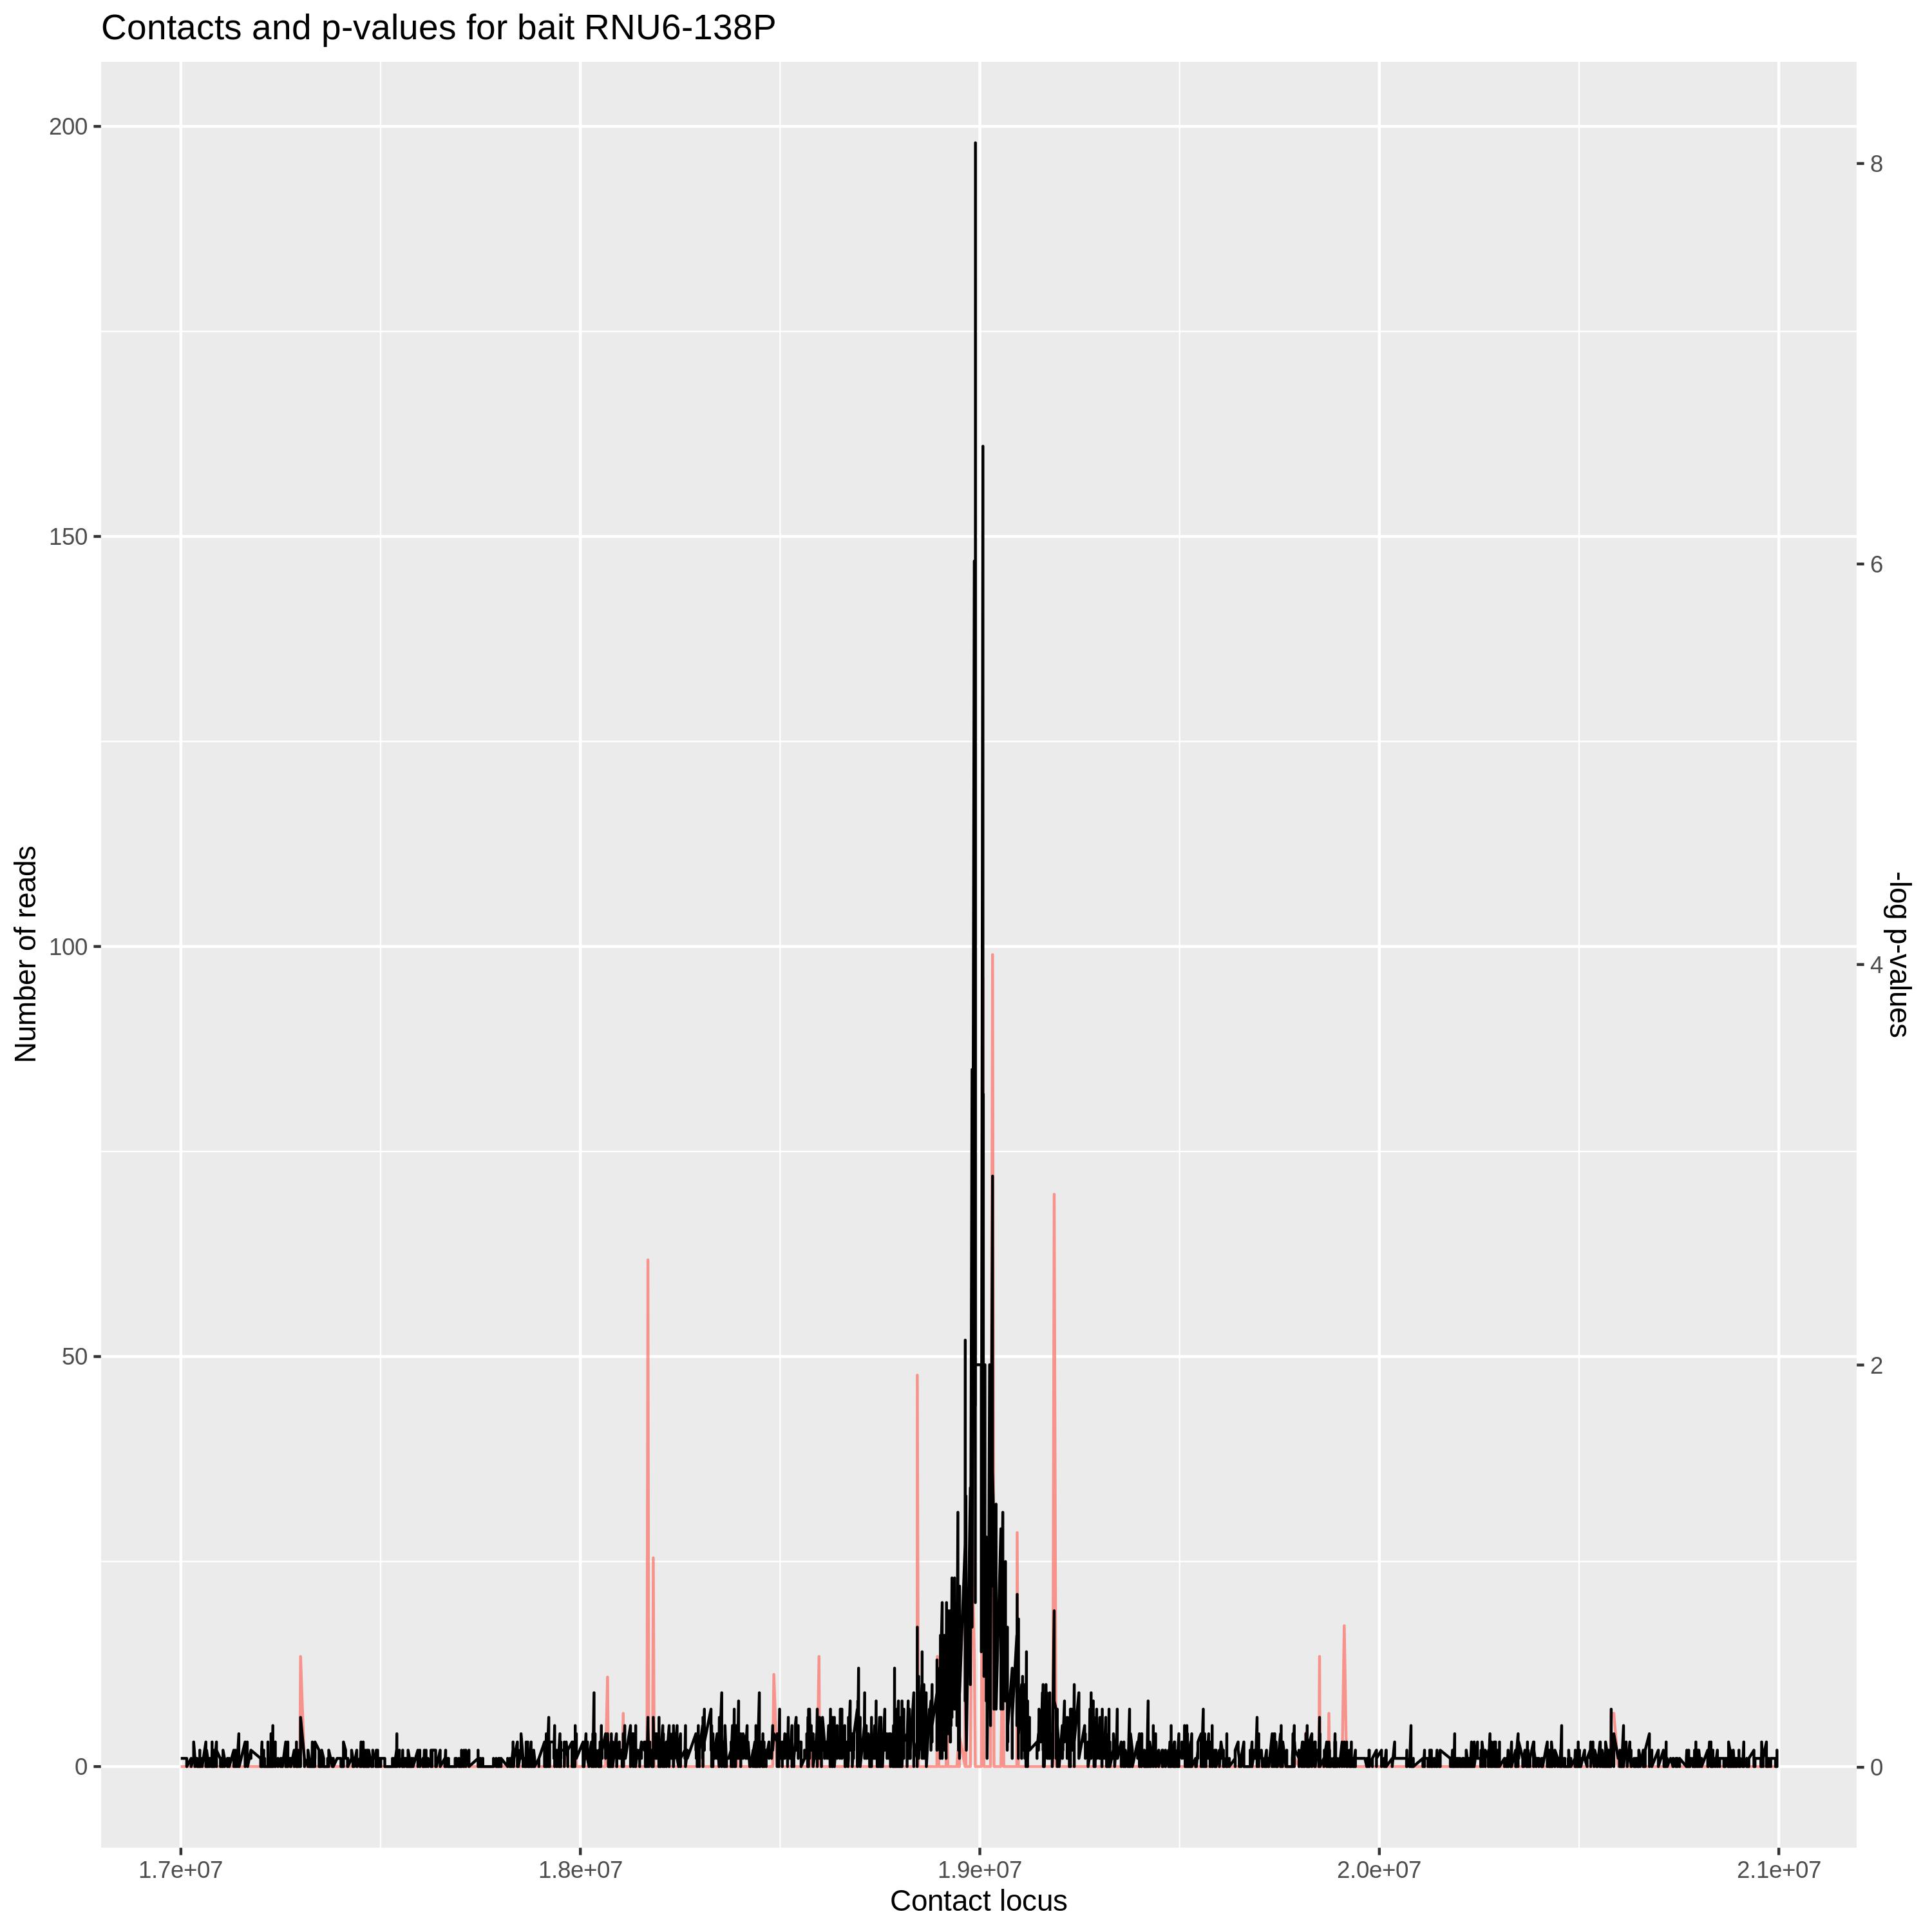 Contacts and p-values for bait RNU6-138P
200
150
100
50
0
Number of reads
8
6
4
2
0
-log p-values
1.7e+07
1.8e+07
1.9e+07
2.0e+07
2.1e+07
Contact locus